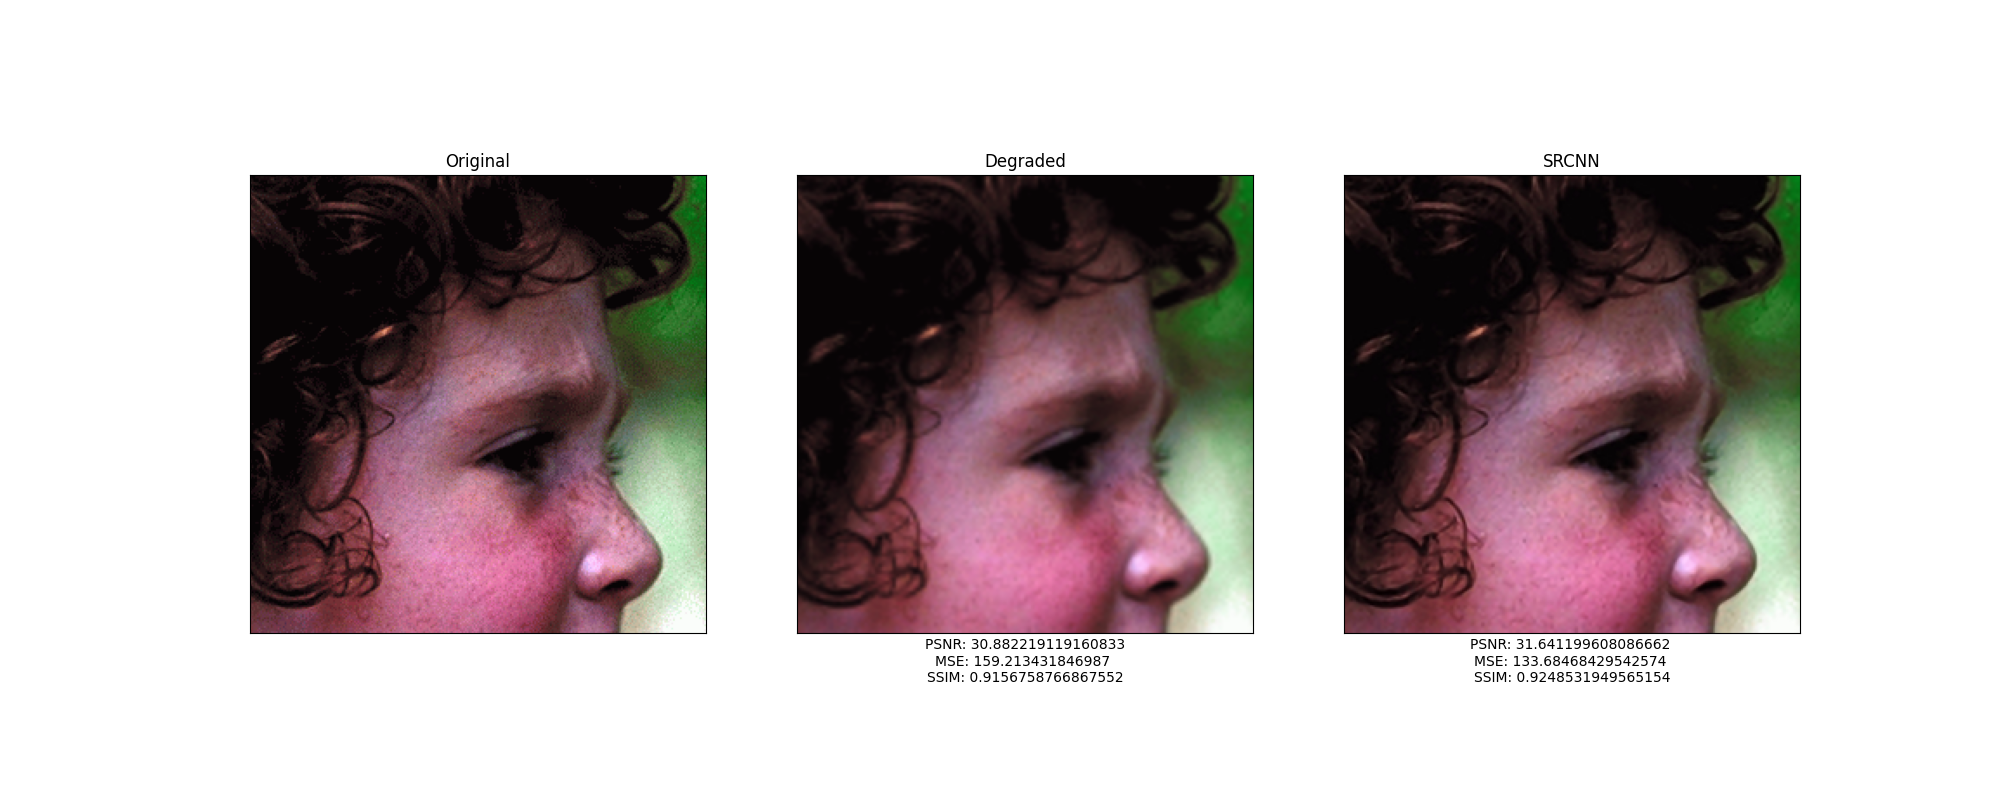 Original
Degraded
SRCNN
PSNR: 30.882219119160833
MSE: 159.213431846987
SSIM: 0.9156758766867552
PSNR: 31.641199608086662
MSE: 133.68468429542574
SSIM: 0.9248531949565154